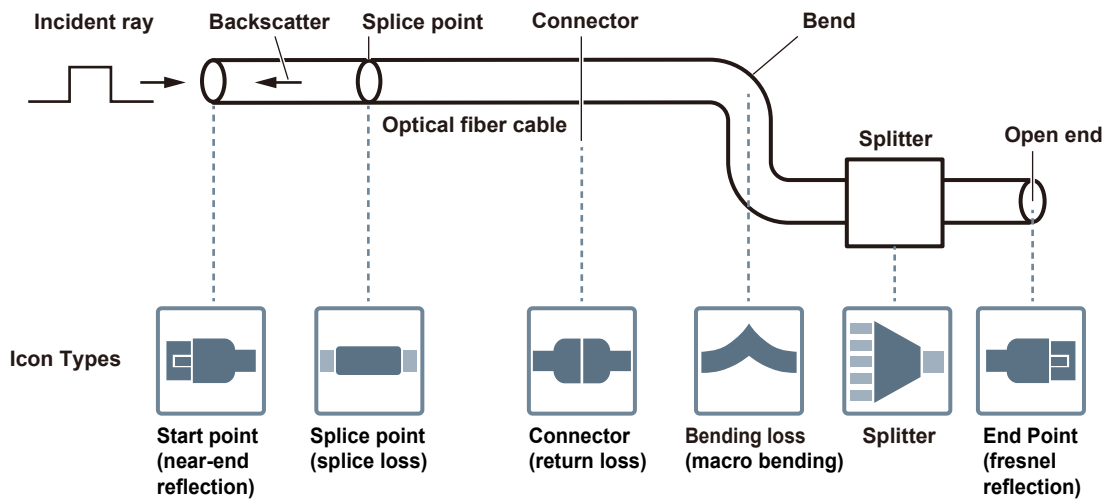 Incident ray
Backscatter
Splice point
Connector
Bend
Optical fiber cable
Splitter
Open end
Icon Types
Start point
(near-end
reflection)
Splice point
(splice loss)
Connector
(return loss)
Bending loss
(macro bending)
Splitter
End Point
(fresnel
reflection)